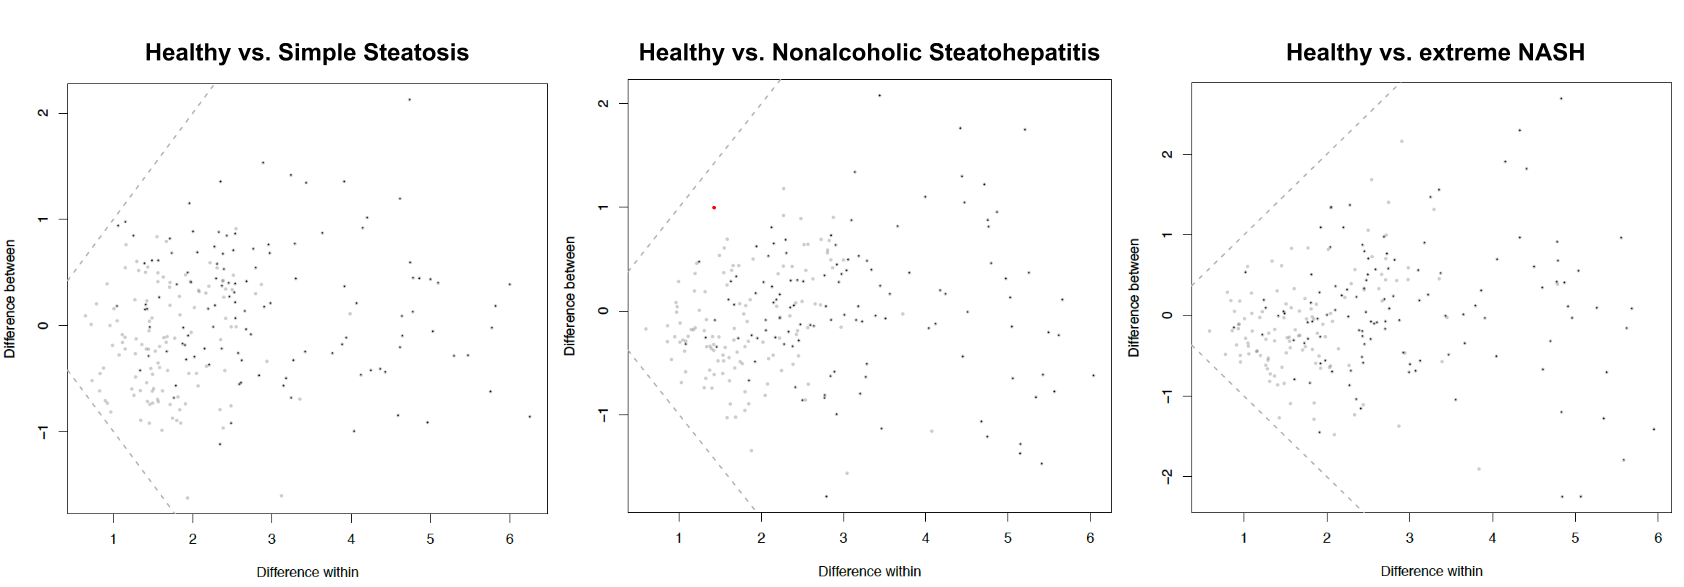 Healthy vs. Simple Steatosis
Difference between
2
1
0
−1
1 2 3 4 5 6
Difference within
Healthy vs. Nonalcoholic Steatohepatitis
Difference between
2
1
0
−1
1 2 3 4 5 6
Difference within
Healthy vs. extreme NASH
Difference between
2
1
0
−1
−2
1 2 3 4 5 6
Difference within